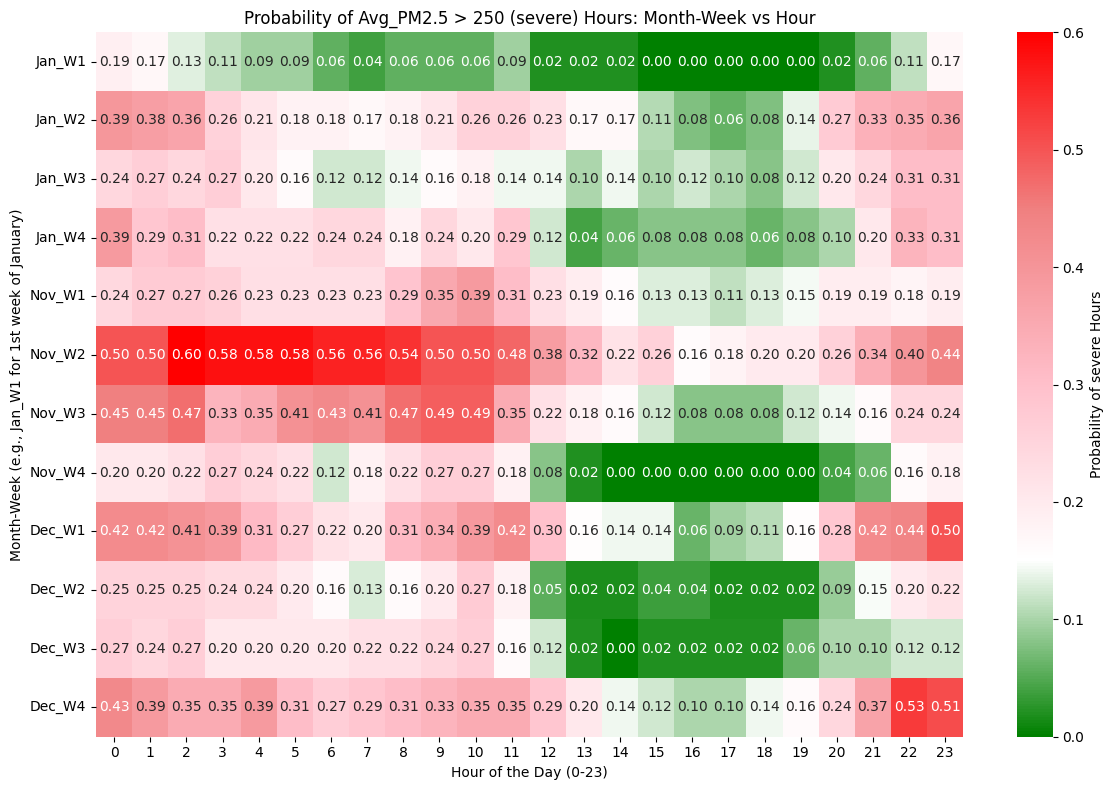 Probability of Avg_PM2.5 > 250 (severe) Hours: Month-Week vs Hour
Month-Week (e.g., Jan_W1 for 1st week of January)
Jan_W1 0.19 0.17 0.13 0.11 0.09 0.09 0.06 0.04 0.06 0.06 0.06 0.09 0.02 0.02 0.02 0.00 0.00 0.00 0.00 0.00 0.02 0.06 0.11 0.17
Jan_W2 0.39 0.38 0.36 0.26 0.21 0.18 0.18 0.17 0.18 0.21 0.26 0.26 0.23 0.17 0.17 0.11 0.08 0.06 0.08 0.14 0.27 0.33 0.35 0.36
Jan_W3 0.24 0.27 0.24 0.27 0.20 0.16 0.12 0.12 0.14 0.16 0.18 0.14 0.14 0.10 0.14 0.10 0.12 0.10 0.08 0.12 0.20 0.24 0.31 0.31
Jan_W4 0.39 0.29 0.31 0.22 0.22 0.22 0.24 0.24 0.18 0.24 0.20 0.29 0.12 0.04 0.06 0.08 0.08 0.08 0.06 0.08 0.10 0.20 0.33 0.31
Nov_W1 0.24 0.27 0.27 0.26 0.23 0.23 0.23 0.23 0.29 0.35 0.39 0.31 0.23 0.19 0.16 0.13 0.13 0.11 0.13 0.15 0.19 0.19 0.18 0.19
Nov_W2 0.50 0.50 0.60 0.58 0.58 0.58 0.56 0.56 0.54 0.50 0.50 0.48 0.38 0.32 0.22 0.26 0.16 0.18 0.20 0.20 0.26 0.34 0.40 0.44
Nov_W3 0.45 0.45 0.47 0.33 0.35 0.41 0.43 0.41 0.47 0.49 0.49 0.35 0.22 0.18 0.16 0.12 0.08 0.08 0.08 0.12 0.14 0.16 0.24 0.24
Nov_W4 0.20 0.20 0.22 0.27 0.24 0.22 0.12 0.18 0.22 0.27 0.27 0.18 0.08 0.02 0.00 0.00 0.00 0.00 0.00 0.00 0.04 0.06 0.16 0.18
Dec_W1 0.42 0.42 0.41 0.39 0.31 0.27 0.22 0.20 0.31 0.34 0.39 0.42 0.30 0.16 0.14 0.14 0.06 0.09 0.11 0.16 0.28 0.42 0.44 0.50
Dec_W2 0.25 0.25 0.25 0.24 0.24 0.20 0.16 0.13 0.16 0.20 0.27 0.18 0.05 0.02 0.02 0.04 0.04 0.02 0.02 0.02 0.09 0.15 0.20 0.22
Dec_W3 0.27 0.24 0.27 0.20 0.20 0.20 0.20 0.22 0.22 0.24 0.27 0.16 0.12 0.02 0.00 0.02 0.02 0.02 0.02 0.06 0.10 0.10 0.12 0.12
Dec_W4 0.43 0.39 0.35 0.35 0.39 0.31 0.27 0.29 0.31 0.33 0.35 0.35 0.29 0.20 0.14 0.12 0.10 0.10 0.14 0.16 0.24 0.37 0.53 0.51
0 1 2 3 4 5 6 7 8 9 10 11 12 13 14 15 16 17 18 19 20 21 22 23
Hour of the Day (0-23)
0.6
0.5
0.4
0.3
0.2
0.1
0.0
Probability of severe Hours